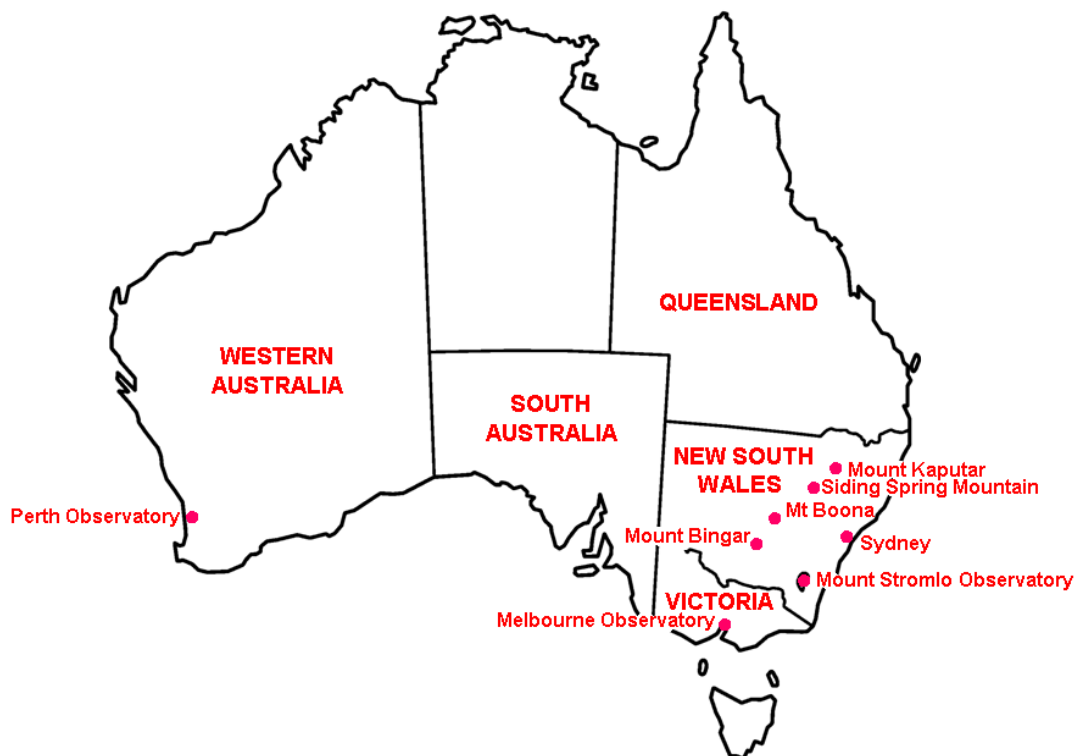 QUEENSLAND
WESTERN
AUSTRALIA
SOUTH
AUSTRALIA
NEW SOUTH
WALES
Mount Kaputar
Siding Spring Mountain
Mt Boona
Perth Observatory
Mount Bingar
Sydney
Mount Stromlo Observatory
VICTORIA
Melbourne Observatory